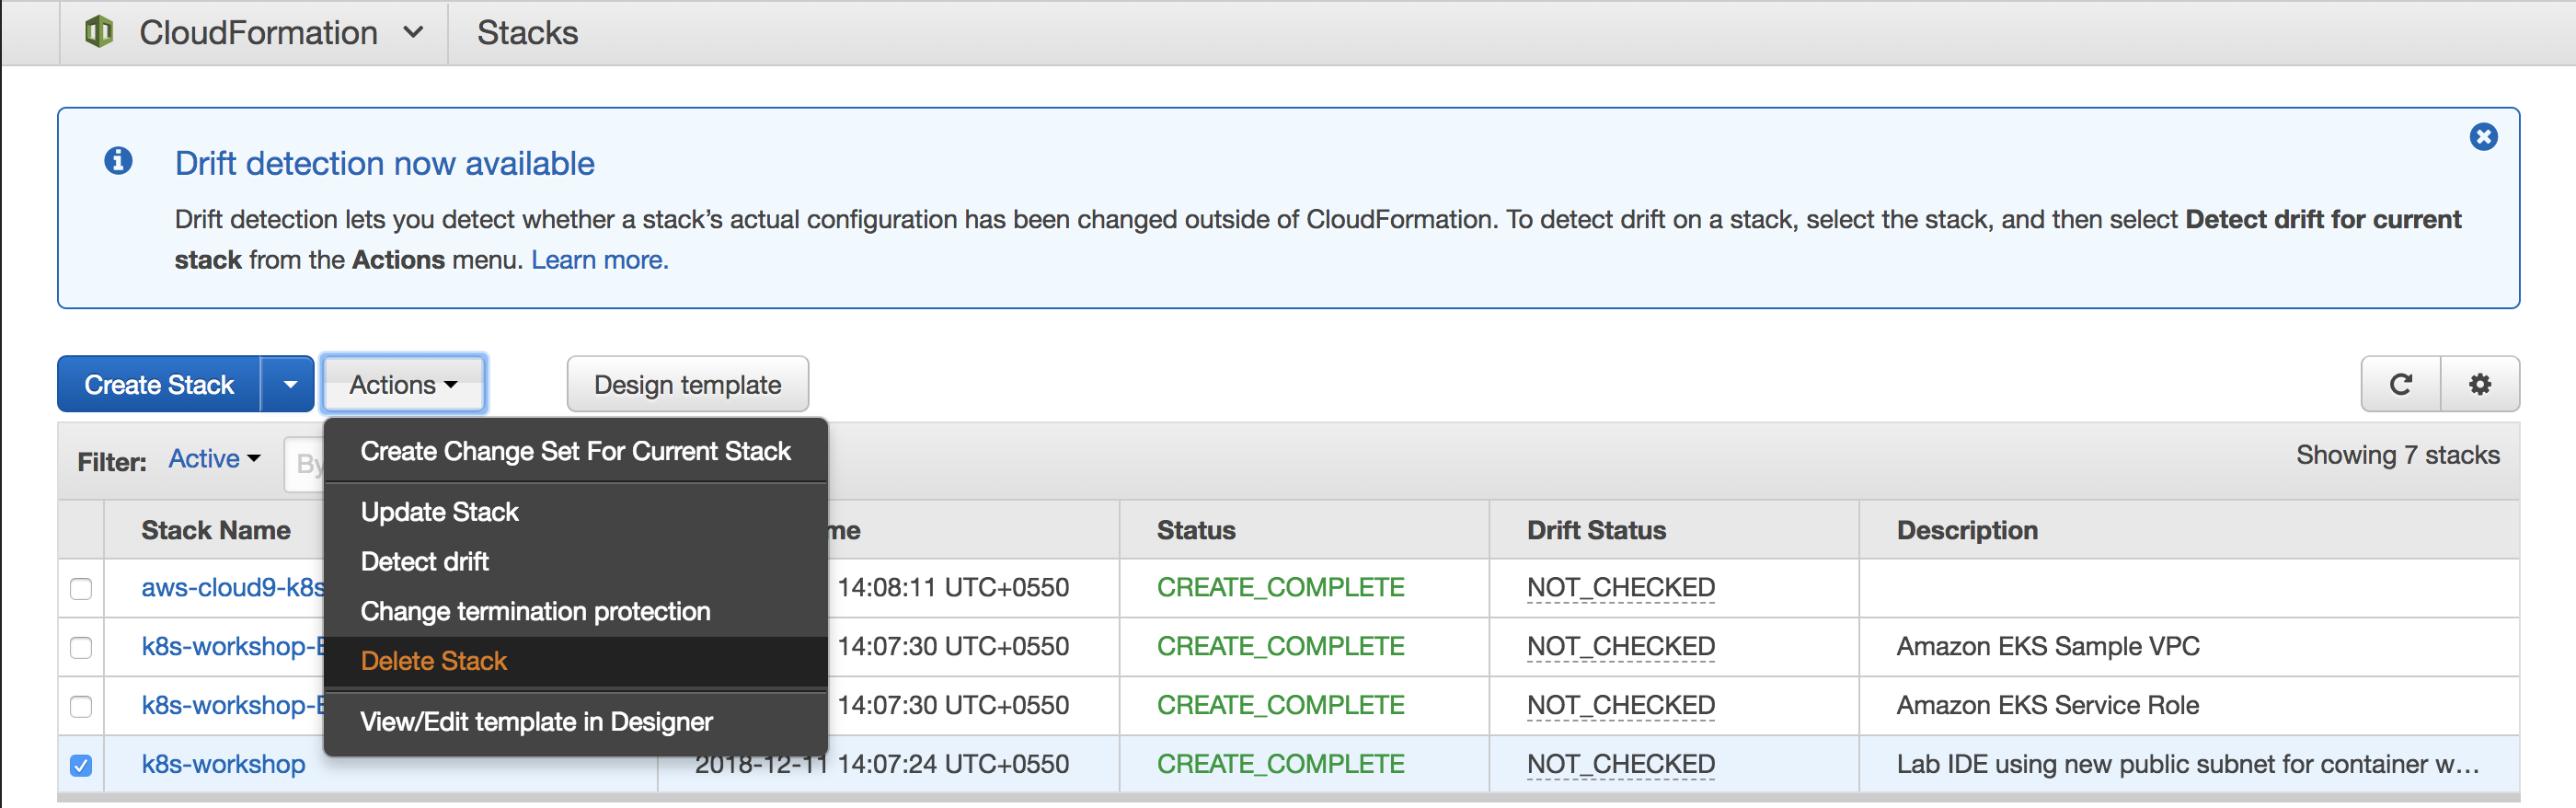 CloudFormation
Stacks
Drift detection now available
Drift detection lets you detect whether a stack's actual configuration has been changed outside of CloudFormation. To detect drift on a stack, select the stack, and then select Detect drift for current
stack from the Actions menu. Learn more.
Create Stack
Actions
Design template
Create Change Set For Current Stack
Update Stack
Detect drift
Change termination protection
Delete Stack
View/Edit template in Designer
Filter: Active By
Showing 7 stacks
Stack Name me Status Drift Status Description
aws-cloud9-k8s 14:08:11 UTC+0550 CREATE_COMPLETE NOT_CHECKED
k8s-workshop-E 14:07:30 UTC+0550 CREATE_COMPLETE NOT_CHECKED Amazon EKS Sample VPC
k8s-workshop-E 14:07:30 UTC+0550 CREATE_COMPLETE NOT_CHECKED Amazon EKS Service Role
k8s-workshop 2018-12-11 14:07:24 UTC+0550 CREATE_COMPLETE NOT_CHECKED Lab IDE using new public subnet for container w…